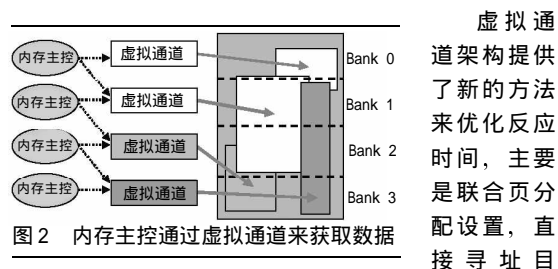 内存主控
虚拟通道
Bank 0
内存主控
虚拟通道
Bank 1
内存主控
虚拟通道
Bank 2
内存主控
虚拟通道
Bank 3
图2 内存主控通过虚拟通道来获取数据
虚拟通
道架构提供
了新的方法
来优化反应
时间，主要
是联合页分
配设置，直
接寻址目